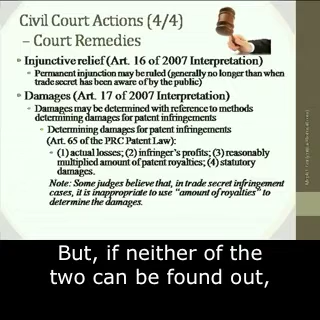 Civil Court Actions (4/4)
– Court Remedies
Injunctive relief (Art. 16 of 2007 Interpretation)
Permanent injunction may be ruled (generally no longer than when
trade secret has been aware of by the public)
Damages (Art. 17 of 2007 Interpretation)
Damages may be determined with reference to methods
determining damages for patent infringements
Determining damages for patent infringements
(Art. 65 of the PRC Patent Law):
(1) actual losses; (2) infringer's profits; (3) reasonably
multiplied amount of patent royalties; (4) statutory
damages.
Note: Some judges believe that, in trade secret infringement
cases, it is inappropriate to use "amount of royalties" to
determine the damages.
But, if neither of the
two can be found out,